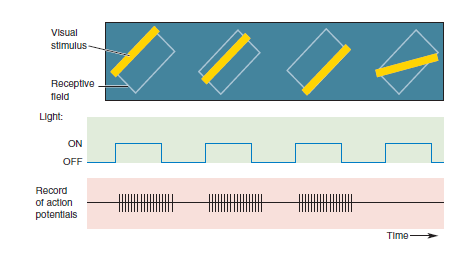 Visual
stimulus
Receptive
field
Light:
ON
OFF
Record
of action
potentials
Time